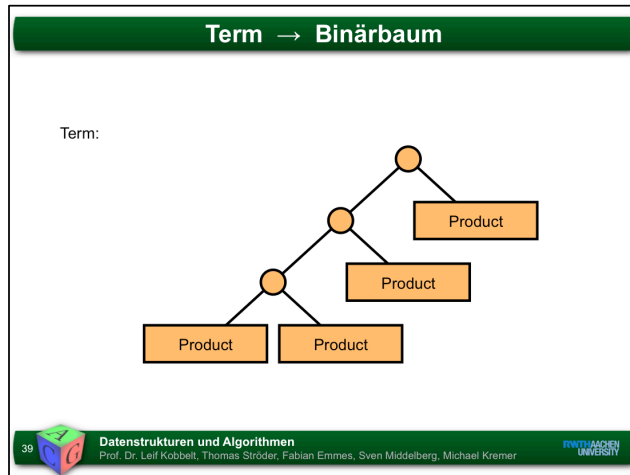 Term → Binärbaum
Term:
Product
Product
Product
Product
39
A
C
G
Datenstrukturen und Algorithmen
Prof. Dr. Leif Kobbelt, Thomas Ströder, Fabian Emmes, Sven Middelberg, Michael Kremer
RWTHAACHEN
UNIVERSITY